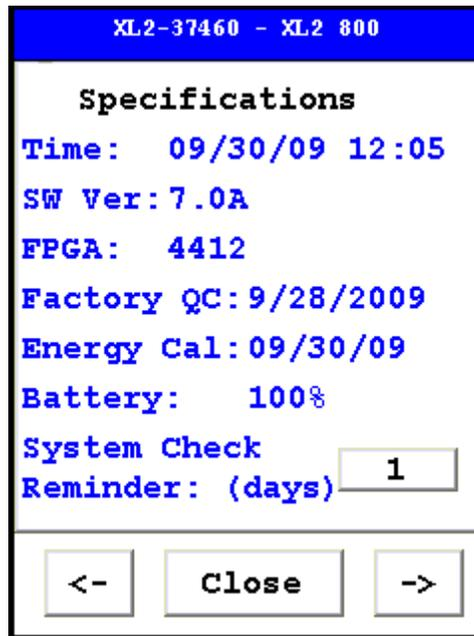 XL2-37460 - XL2 800
Specifications
Time: 09/30/09 12:05
SW Ver: 7.0A
FPGA: 4412
Factory QC: 9/28/2009
Energy Cal: 09/30/09
Battery: 100%
System Check
Reminder: (days) 1
<- Close ->